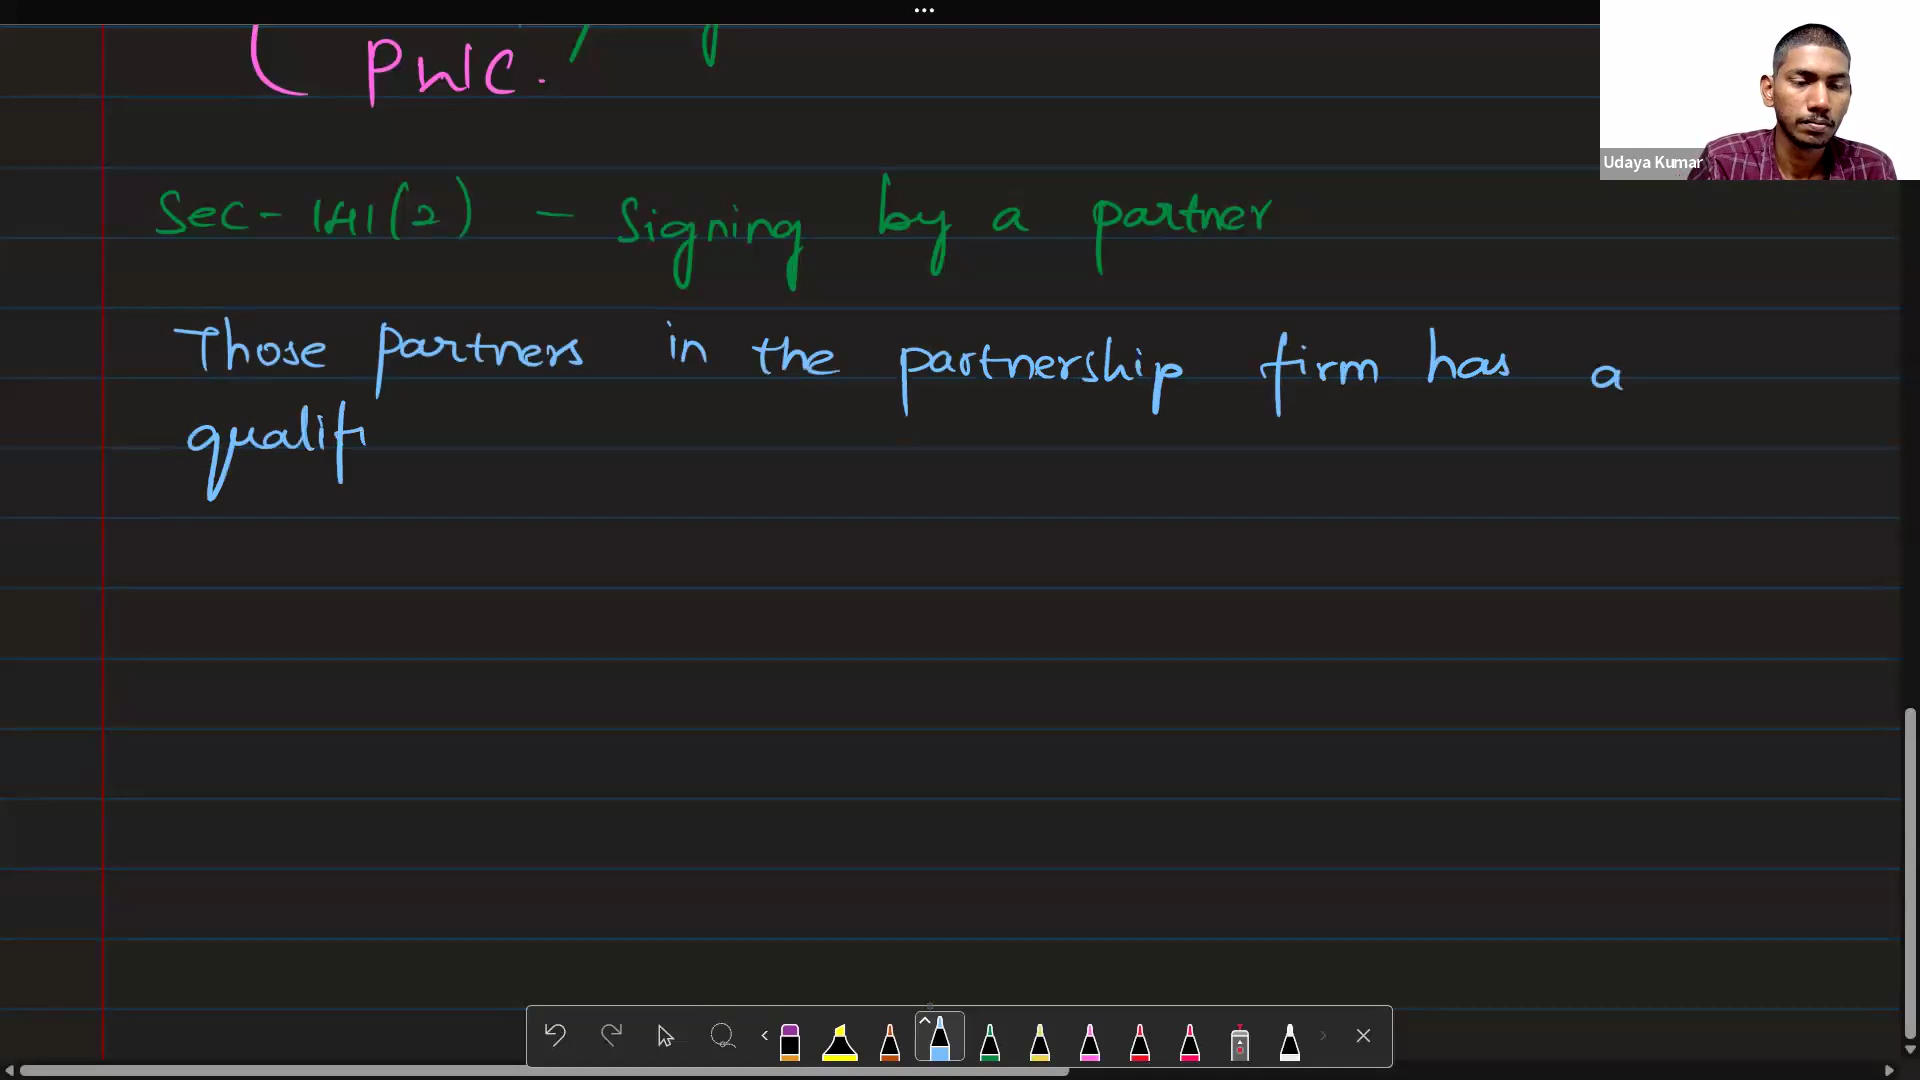 PWC.
Udaya Kumar
Sec - 141(2) - Signing by a partner
Those partners in the partnership firm has a
qualifi